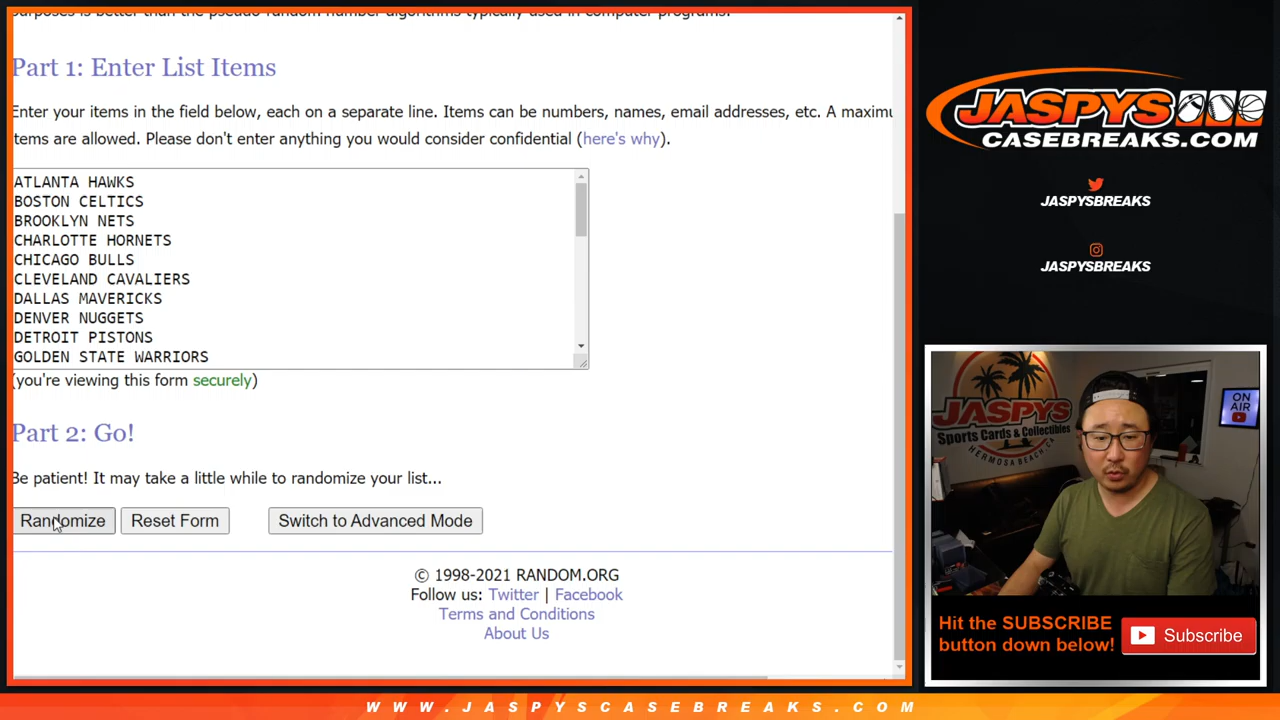 Part 1: Enter List Items
Enter your items in the field below, each on a separate line. Items can be numbers, names, email addresses, etc. A
items are allowed. Please don't enter anything you would consider confidential (here's why).
ATLANTA HAWKS
BOSTON CELTICS
BROOKLYN NETS
CHARLOTTE HORNETS
CHICAGO BULLS
CLEVELAND CAVALIERS
DALLAS MAVERICKS
DENVER NUGGETS
DETROIT PISTONS
GOLDEN STATE WARRIORS
(you're viewing this form securely)
Part 2: Go!
Be patient! It may take a little while to randomize your list...
Randomize
Reset Form
Switch to Advanced Mode
© 1998-2021 RANDOM.ORG
Follow us: Twitter | Facebook
Terms and Conditions
About Us
JASPYS
CASEBREAKS.COM
JASPYSBREAKS
JASPYSBREAKS
JASPYS
Sports Cards & Collectibles
HERMOSA BEACH, CA
ON
AIR
Hit the SUBSCRIBE
button down below!
Subscribe
WWW.JASPYSCASEBREAKS.COM